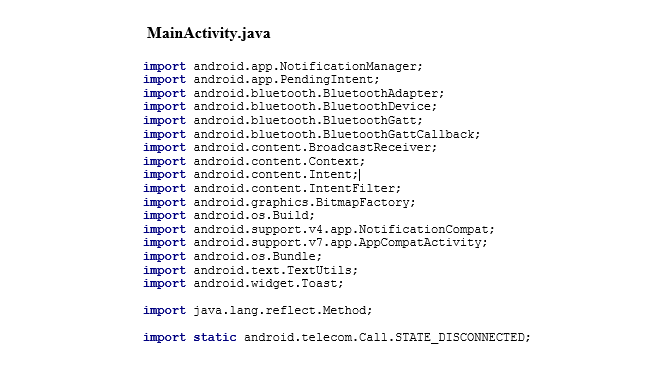 MainActivity.java
import android.app.NotificationManager;
import android.app.PendingIntent;
import android.bluetooth.BluetoothAdapter;
import android.bluetooth.BluetoothDevice;
import android.bluetooth.BluetoothGatt;
import android.bluetooth.BluetoothGattCallback;
import android.content.BroadcastReceiver;
import android.content.Context;
import android.content.Intent;
import android.content.IntentFilter;
import android.graphics.BitmapFactory;
import android.os.Build;
import android.support.v4.app.NotificationCompat;
import android.support.v7.app.AppCompatActivity;
import android.os.Bundle;
import android.text.TextUtils;
import android.widget.Toast;
import java.lang.reflect.Method;
import static android.telecom.Call.STATE_DISCONNECTED;